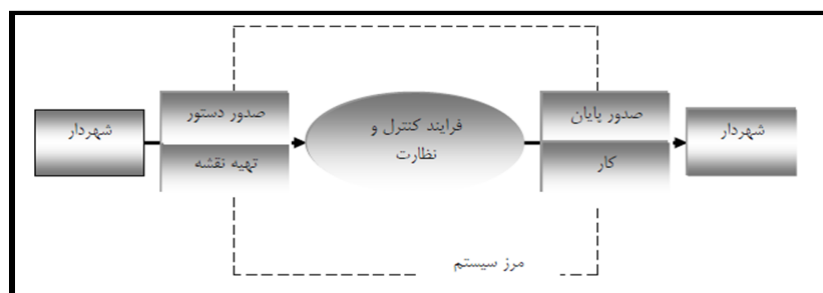 شهردار
صدور دستور
تهیه نقشه
فرایند کنترل و
نظارت
صدور پایان
کار
شهردار
مرز سیستم